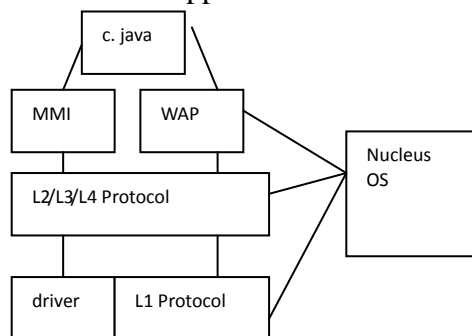 c. java
MMI
WAP
Nucleus
OS
L2/L3/L4 Protocol
driver
L1 Protocol